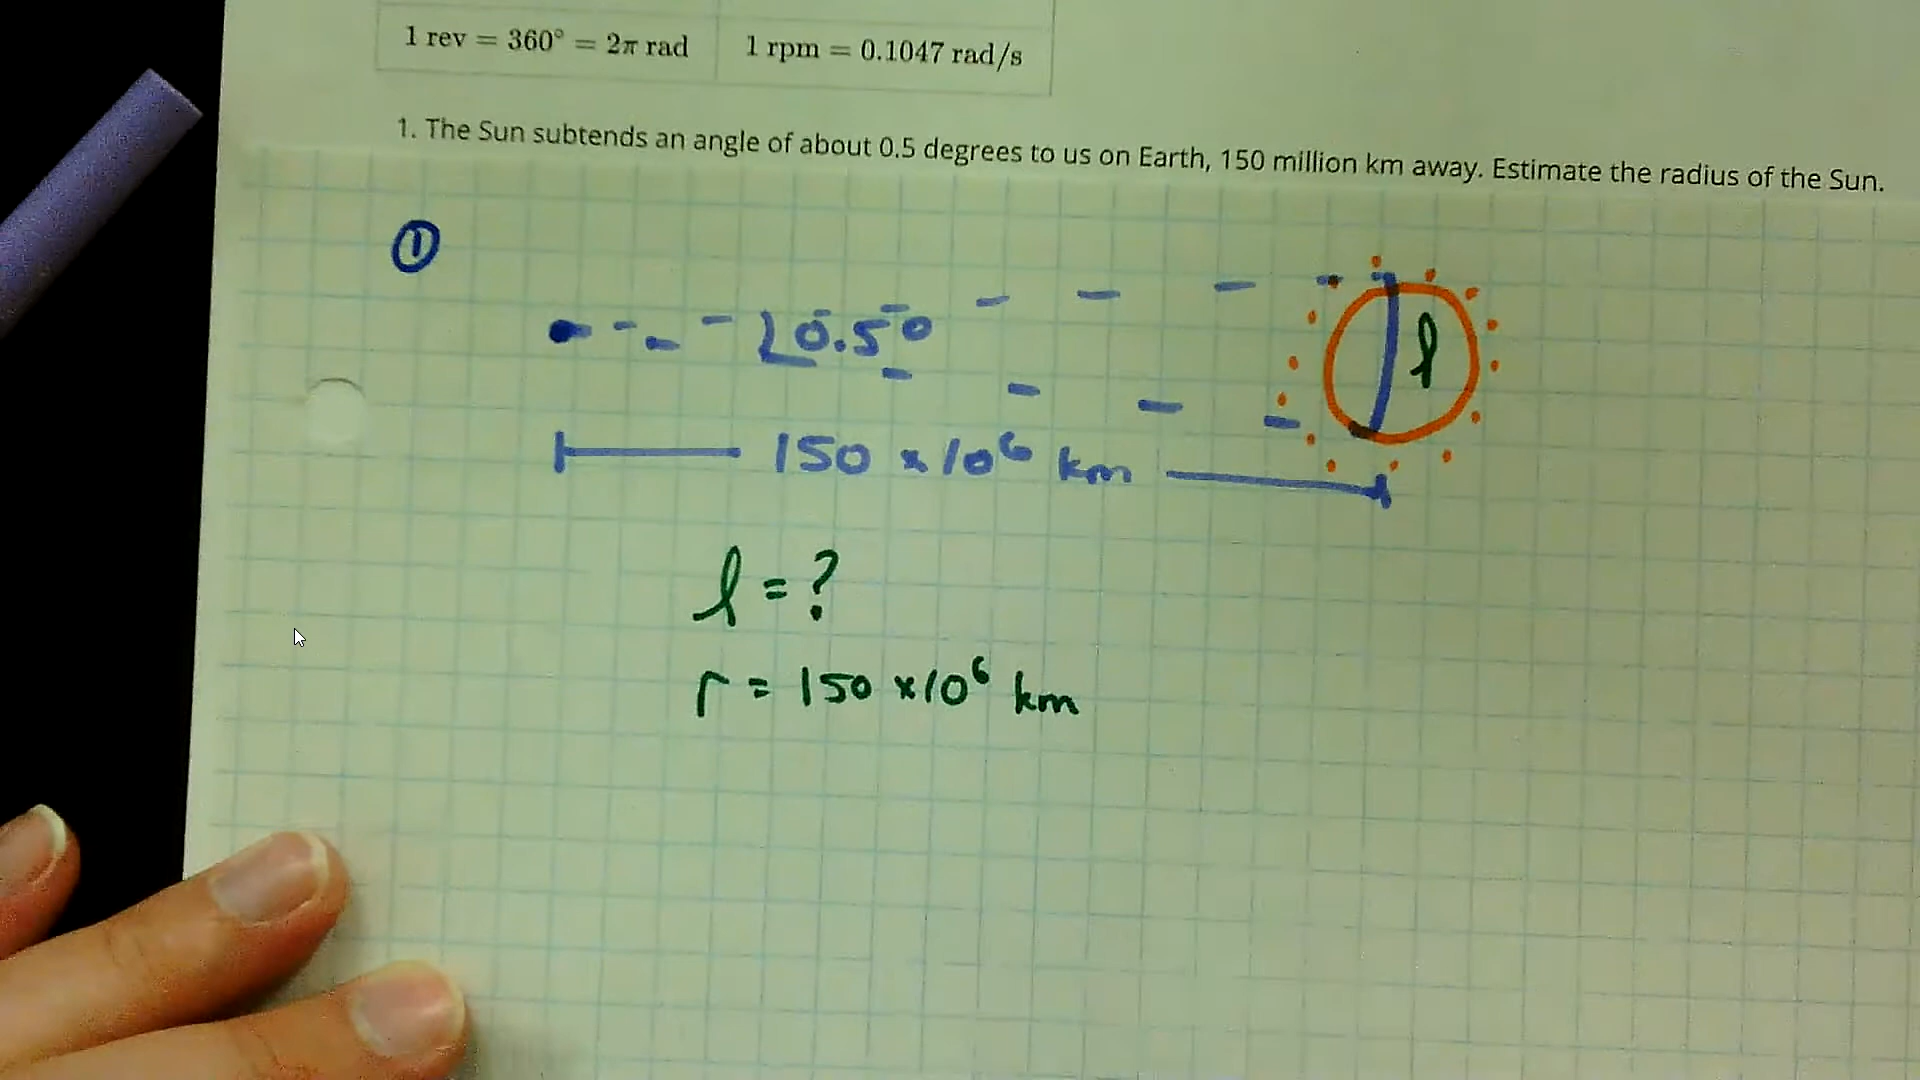 1 rev = 360° = 2π rad 1 rpm = 0.1047 rad/s
1. The Sun subtends an angle of about 0.5 degrees to us on Earth, 150 million km away. Estimate the radius of the Sun.
①
∠0.5° l
150 × 10⁶ km
l = ?
r = 150 × 10⁶ km